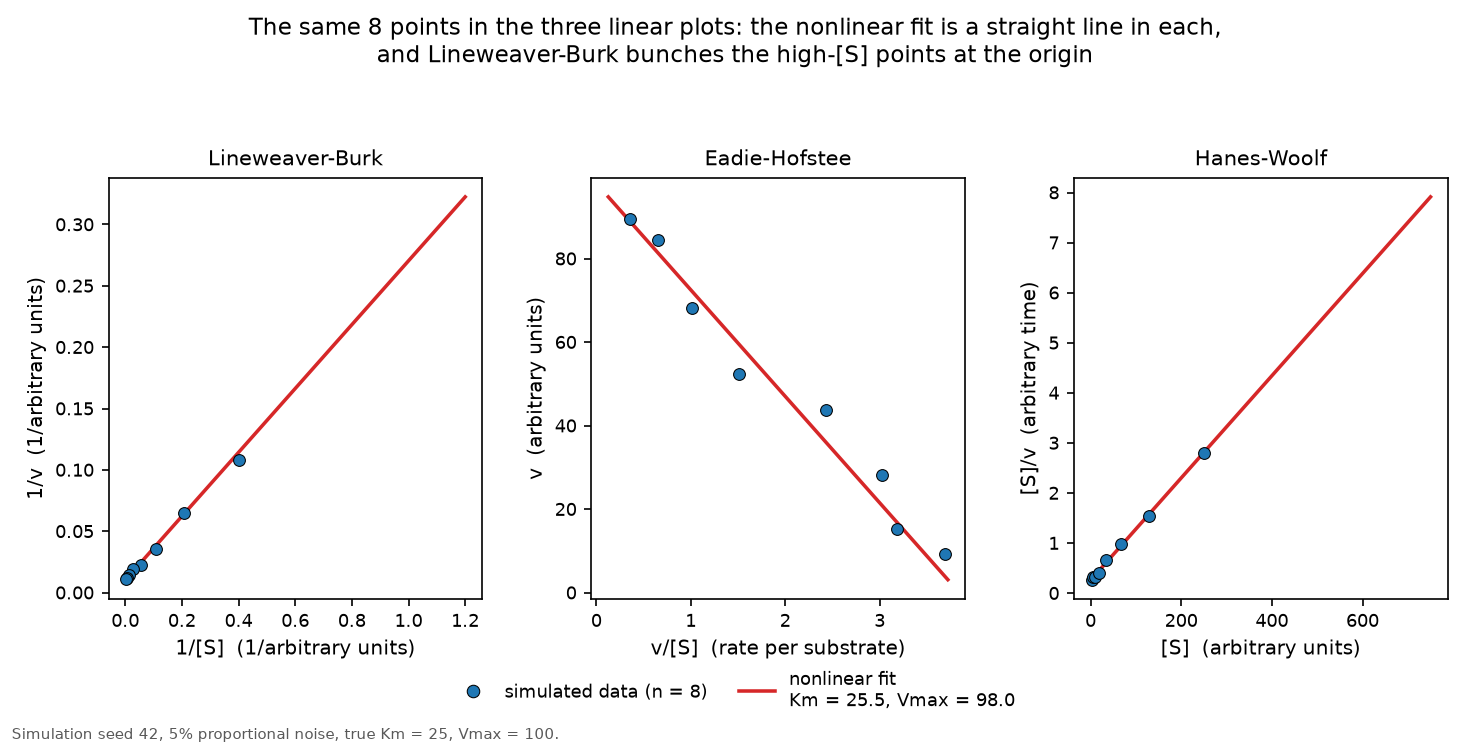 The same 8 points in the three linear plots: the nonlinear fit is a straight line in each,
and Lineweaver-Burk bunches the high-[S] points at the origin
Lineweaver-Burk
1/v (1/arbitrary units)
0.30
0.25
0.20
0.15
0.10
0.05
0.00
0.0 0.2 0.4 0.6 0.8 1.0 1.2
1/[S] (1/arbitrary units)
Eadie-Hofstee
v (arbitrary units)
80
60
40
20
0
0 1 2 3
v/[S] (rate per substrate)
Hanes-Woolf
[S]/v (arbitrary time)
8
7
6
5
4
3
2
1
0
0 200 400 600
[S] (arbitrary units)
simulated data (n = 8)
nonlinear fit
Km = 25.5, Vmax = 98.0
Simulation seed 42, 5% proportional noise, true Km = 25, Vmax = 100.